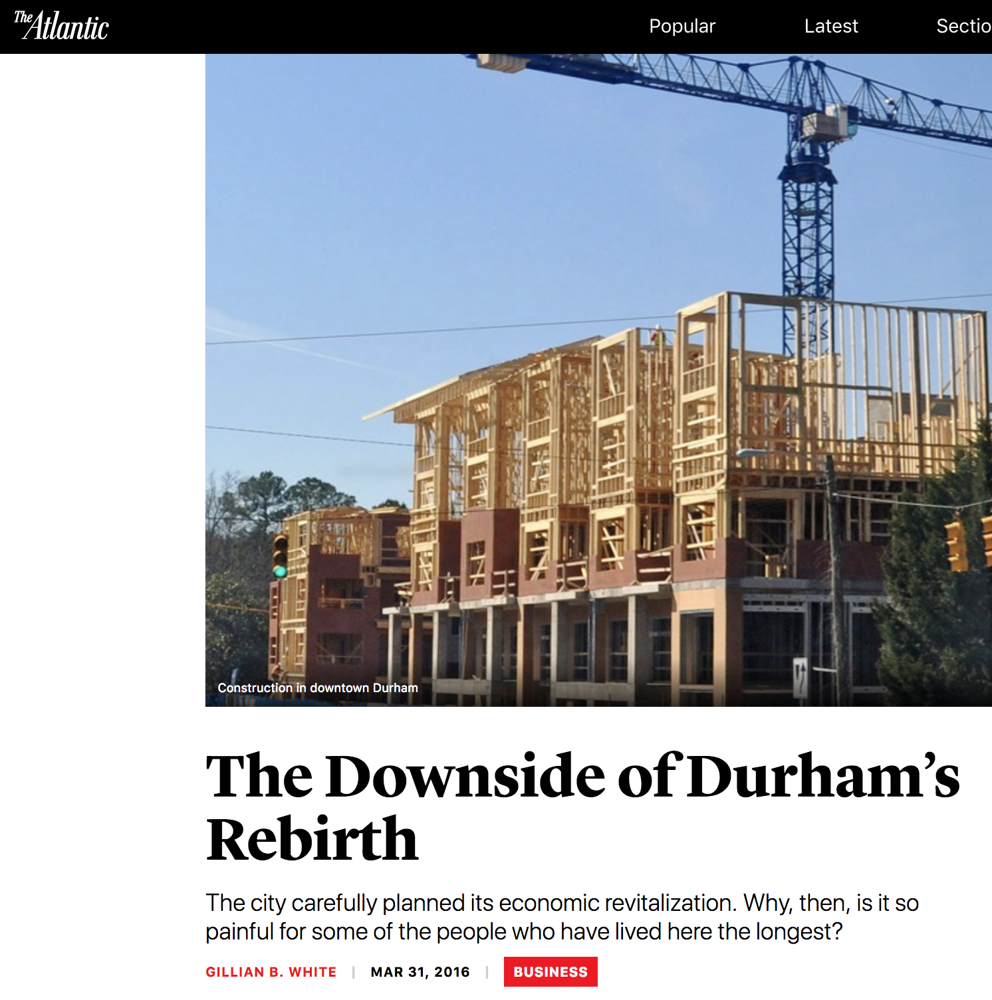 The Atlantic
Popular Latest Sectio
Construction in downtown Durham
The Downside of Durham’s
Rebirth
The city carefully planned its economic revitalization. Why, then, is it so
painful for some of the people who have lived here the longest?
GILLIAN B. WHITE | MAR 31, 2016 | BUSINESS